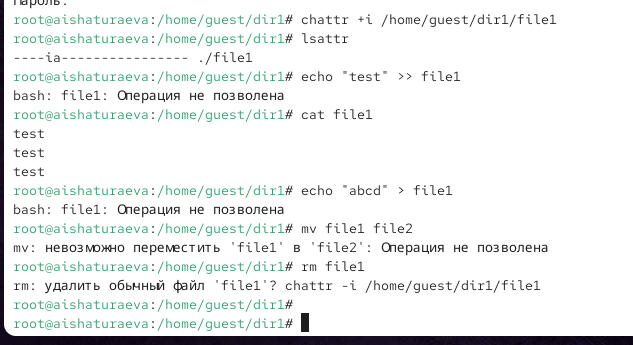 Пароль:
root@aishaturaeva:/home/guest/dir1# chattr +i /home/guest/dir1/file1
root@aishaturaeva:/home/guest/dir1# lsattr
----ia---------------- ./file1
root@aishaturaeva:/home/guest/dir1# echo "test" >> file1
bash: file1: Операция не позволена
root@aishaturaeva:/home/guest/dir1# cat file1
test
test
test
root@aishaturaeva:/home/guest/dir1# echo "abcd" > file1
bash: file1: Операция не позволена
root@aishaturaeva:/home/guest/dir1# mv file1 file2
mv: невозможно переместить 'file1' в 'file2': Операция не позволена
root@aishaturaeva:/home/guest/dir1# rm file1
rm: удалить обычный файл 'file1'? chattr -i /home/guest/dir1/file1
root@aishaturaeva:/home/guest/dir1#
root@aishaturaeva:/home/guest/dir1#